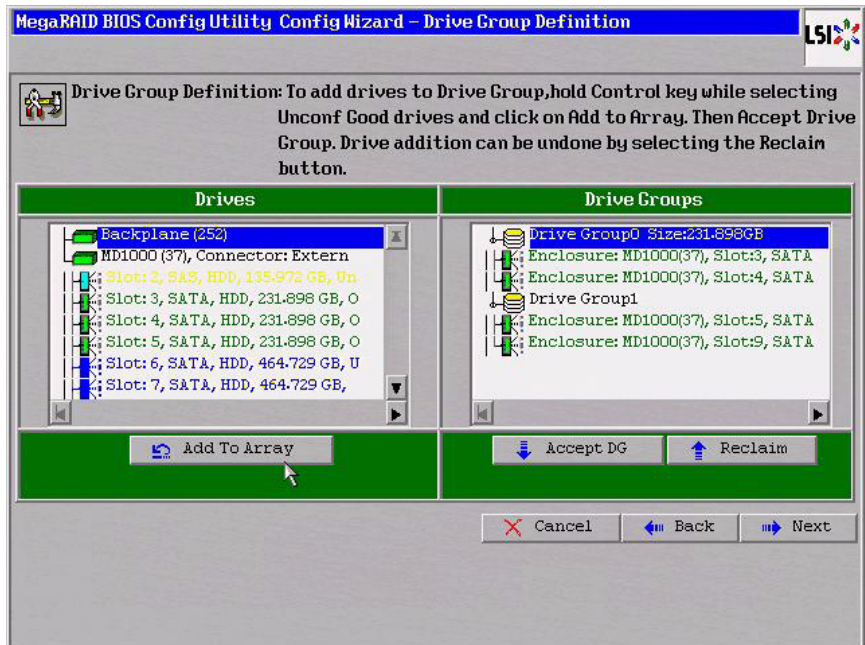 MegaRAID BIOS Config Utility Config Wizard – Drive Group Definition
LSI
Drive Group Definition: To add drives to Drive Group,hold Control key while selecting
Unconf Good drives and click on Add to Array. Then Accept Drive
Group. Drive addition can be undone by selecting the Reclaim
button.
Drives
Backplane (252)
MD1000 (37), Connector: Extern
Slot: 2, SAS, HDD, 135.972 GB, Un
Slot: 3, SATA, HDD, 231.898 GB, O
Slot: 4, SATA, HDD, 231.898 GB, O
Slot: 5, SATA, HDD, 231.898 GB, O
Slot: 6, SATA, HDD, 464.729 GB, U
Slot: 7, SATA, HDD, 464.729 GB,
Add To Array
Drive Groups
Drive Group0 Size:231.898GB
Enclosure: MD1000(37), Slot:3, SATA
Enclosure: MD1000(37), Slot:4, SATA
Drive Group1
Enclosure: MD1000(37), Slot:5, SATA
Enclosure: MD1000(37), Slot:9, SATA
Accept DG
Reclaim
Cancel
Back
Next